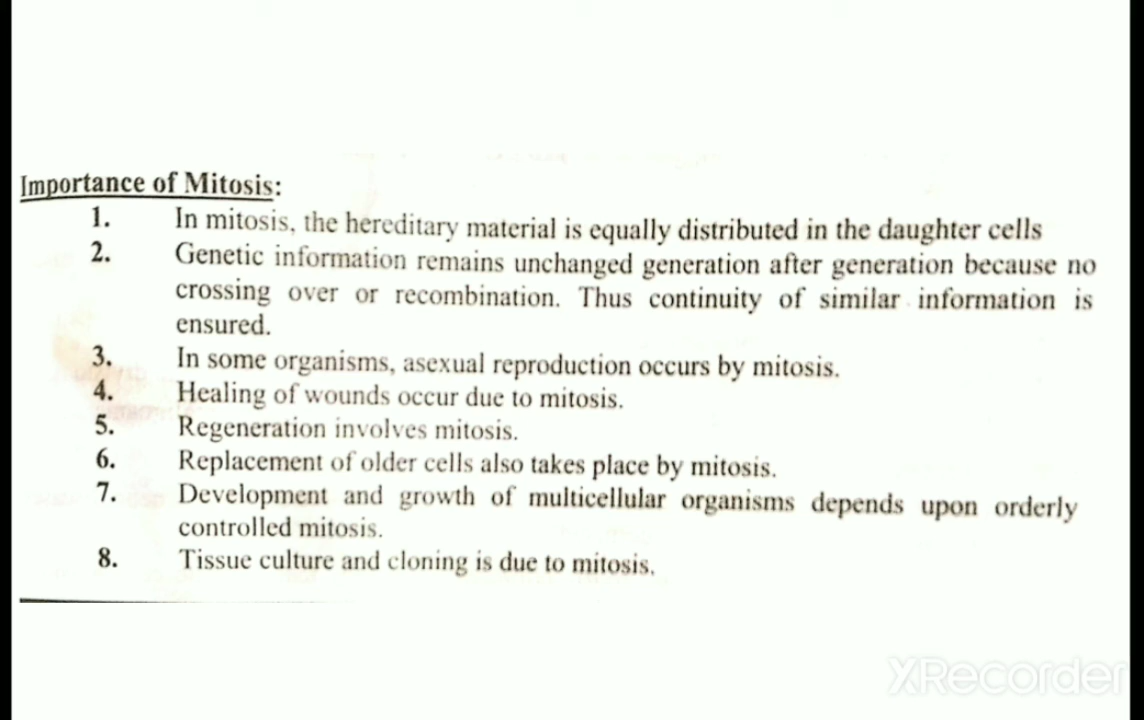 Importance of Mitosis:
1. In mitosis, the hereditary material is equally distributed in the daughter cells
2. Genetic information remains unchanged generation after generation because no
crossing over or recombination. Thus continuity of similar information is
ensured.
3. In some organisms, asexual reproduction occurs by mitosis.
4. Healing of wounds occur due to mitosis.
5. Regeneration involves mitosis.
6. Replacement of older cells also takes place by mitosis.
7. Development and growth of multicellular organisms depends upon orderly
controlled mitosis.
8. Tissue culture and cloning is due to mitosis.
XRecorder